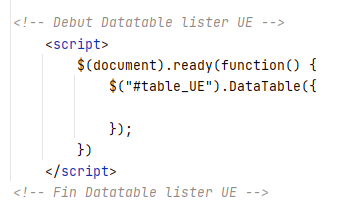 <!-- Debut Datatable lister UE -->
<script>
$(document).ready(function() {
$("#table_UE").DataTable({
});
})
</script>
<!-- Fin Datatable lister UE -->